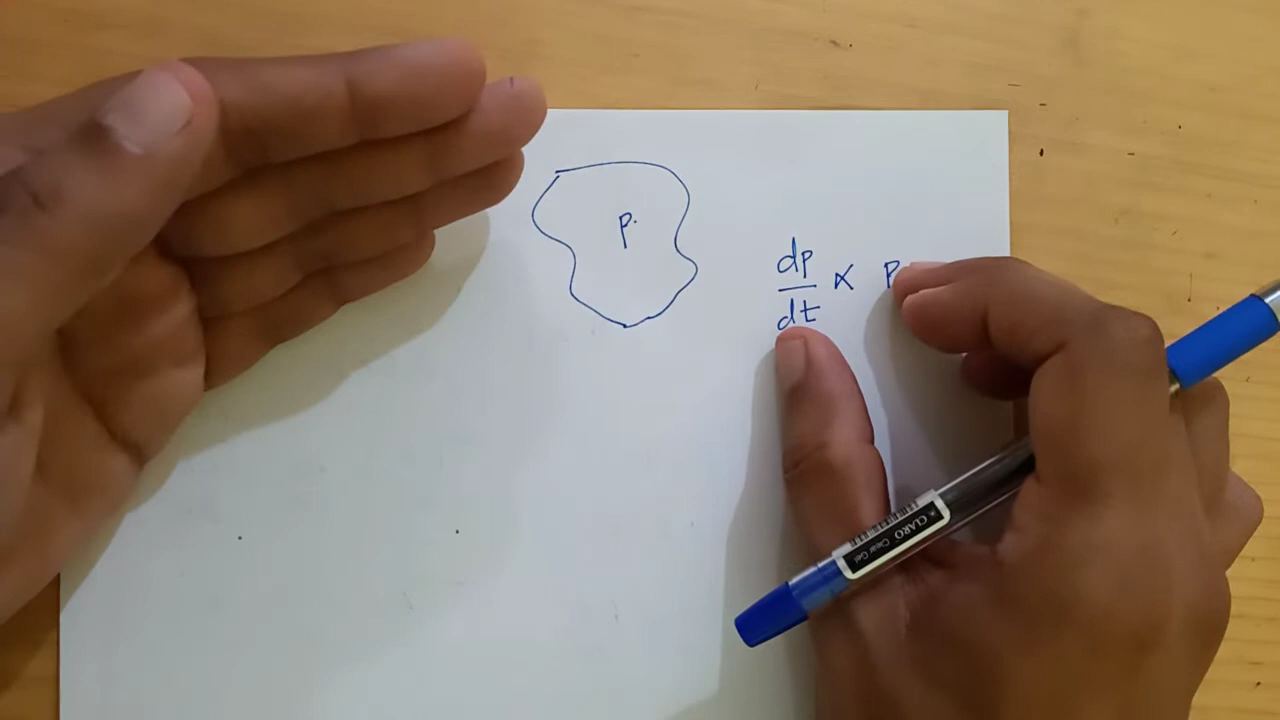 p.
dp
dt
∝ P
CLARO Clear Gel